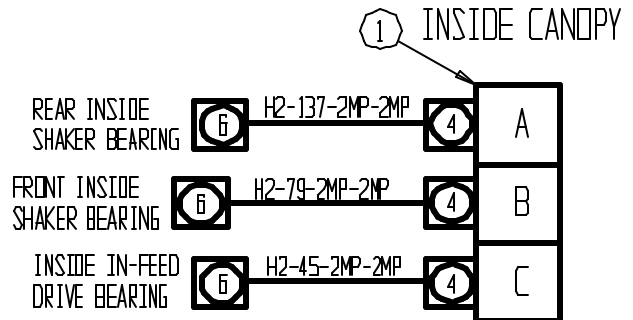 1 INSIDE CANOPY
REAR INSIDE
SHAKER BEARING
6 H2-137-2MP-2MP 4 A
FRONT INSIDE
SHAKER BEARING
6 H2-79-2MP-2MP 4 B
INSIDE IN-FEED
DRIVE BEARING
6 H2-45-2MP-2MP 4 C